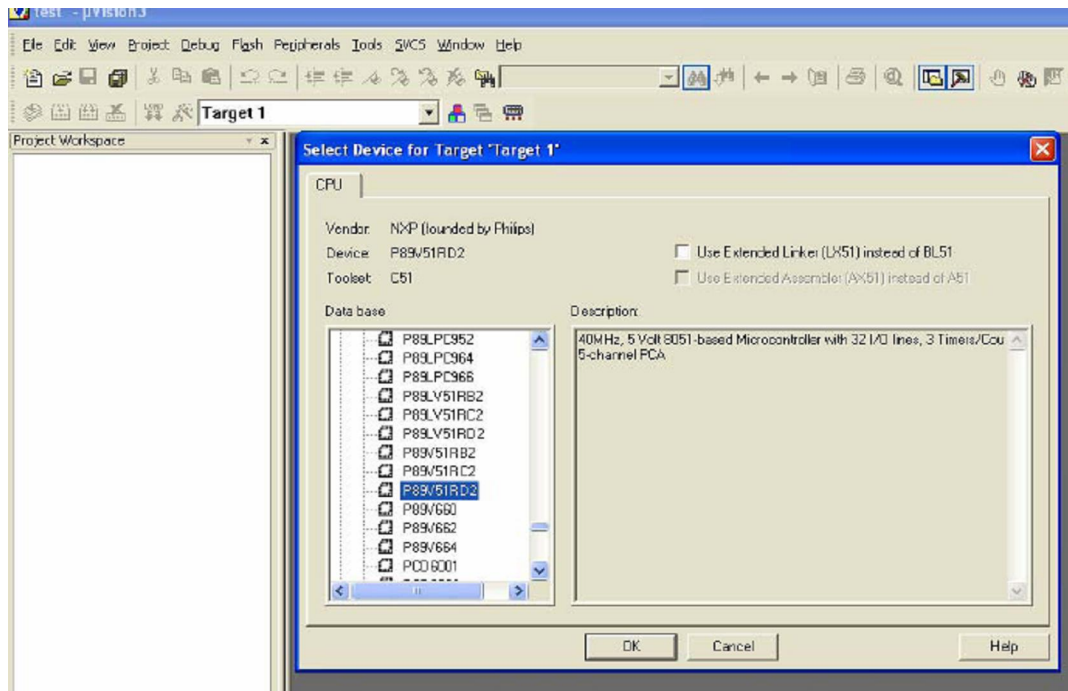 test - µVision3
File Edit View Project Debug Flash Peripherals Tools SVCS Window Help
Target 1
Project Workspace
Select Device for Target 'Target 1'
CPU
Vendor: NXP (founded by Philips)
Device: P89V51RD2
Toolset: C51
Use Extended Linker (LX51) instead of BL51
Use Extended Assembler (AX51) instead of A51
Data base
Description:
P89LPC952
P89LPC964
P89LPC966
P89LV51RB2
P89LV51RC2
P89LV51RD2
P89V51RB2
P89V51RC2
P89V51RD2
P89V660
P89V662
P89V664
PCD6001
40MHz, 5 Volt 8051-based Microcontroller with 32 I/O lines, 3 Timers/Cou
5-channel PCA
OK
Cancel
Help